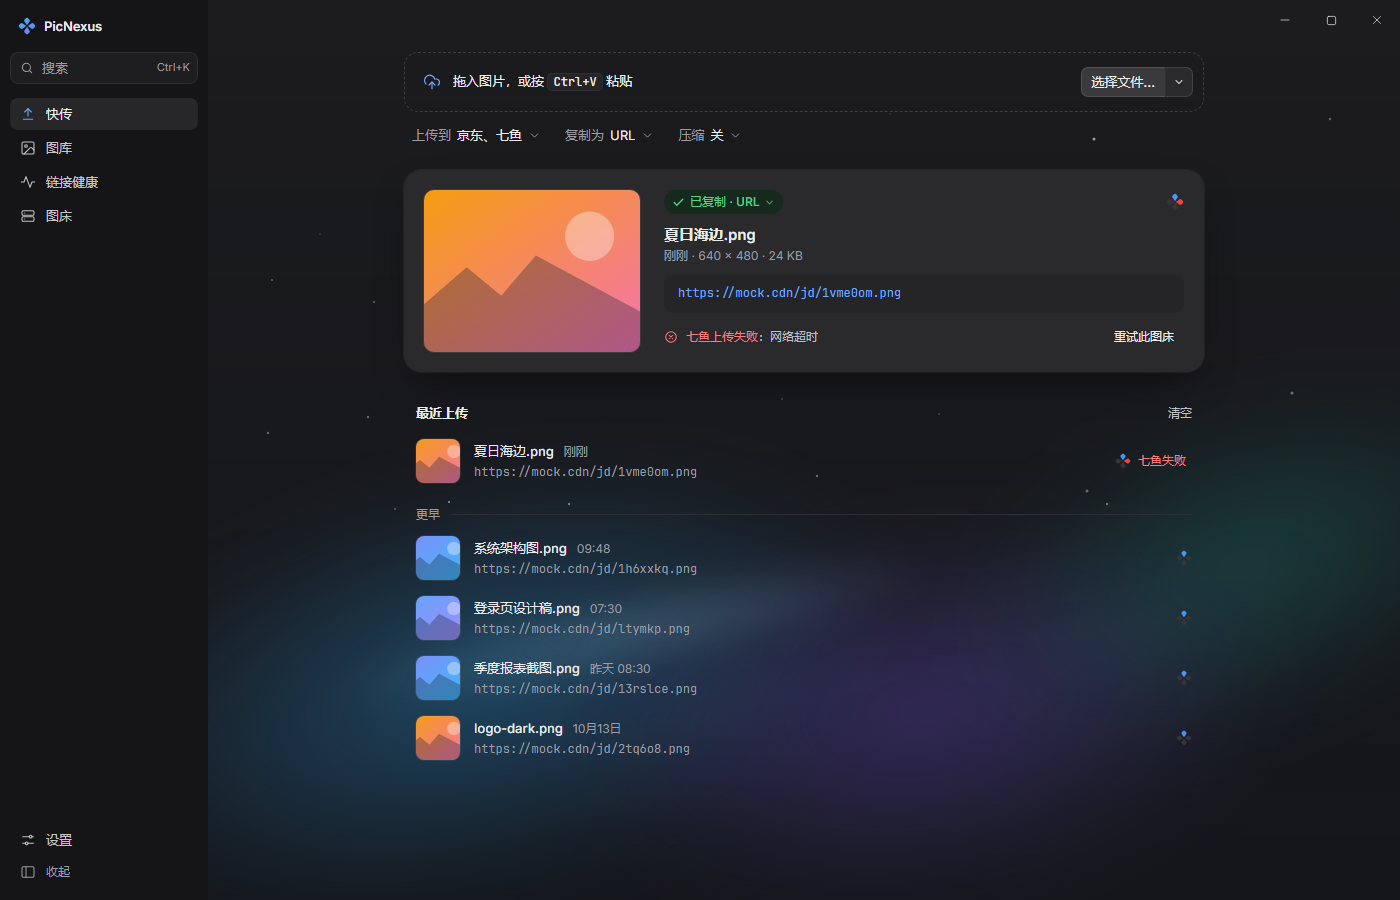 PicNexus
搜索 Ctrl+K
快传
图库
链接健康
图床
设置
收起
拖入图片，或按 Ctrl+V 粘贴
选择文件...
上传到 京东、七鱼 复制为 URL 压缩 关
已复制 · URL
夏日海边.png
刚刚 · 640 × 480 · 24 KB
https://mock.cdn/jd/1vme0om.png
七鱼上传失败：网络超时 重试此图床
最近上传 清空
夏日海边.png 刚刚
https://mock.cdn/jd/1vme0om.png
七鱼失败
更早
系统架构图.png 09:48
https://mock.cdn/jd/1h6xxkq.png
登录页设计稿.png 07:30
https://mock.cdn/jd/ltymkp.png
季度报表截图.png 昨天 08:30
https://mock.cdn/jd/13rslce.png
logo-dark.png 10月13日
https://mock.cdn/jd/2tq6o8.png